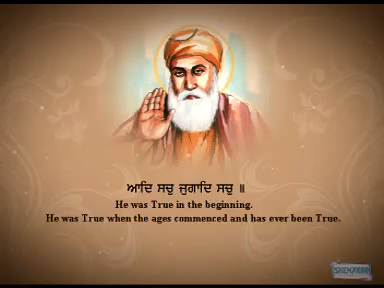 ਆਦਿ ਸਚੁ ਜੁਗਾਦਿ ਸਚੁ ॥
He was True in the beginning.
He was True when the ages commenced and has ever been True.